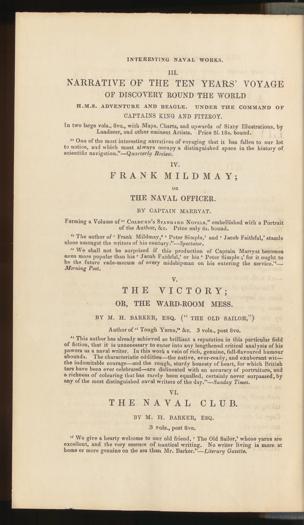 INTERESTING NAVAL WORKS.
III.
NARRATIVE OF THE TEN YEARS' VOYAGE
OF DISCOVERY ROUND THE WORLD
H.M.S. ADVENTURE AND BEAGLE. UNDER THE COMMAND OF
CAPTAINS KING AND FITZROY.
In two large vols., 8vo., with Maps, Charts, and upwards of Sixty Illustrations, by
Landseer, and other eminent Artists. Price 2l. 18s. bound.
"One of the most interesting narratives of voyaging that it has fallen to our lot
to notice, and which must always occupy a distinguished space in the history of
scientific navigation."—Quarterly Review.
IV.
FRANK MILDMAY;
OR
THE NAVAL OFFICER.
BY CAPTAIN MARRYAT.
Forming a Volume of "COLBURN'S STANDARD NOVELS," embellished with a Portrait
of the Author, &c. Price only 6s. bound.
"The author of 'Frank Mildmay,' 'Peter Simple,' and 'Jacob Faithful,' stands
alone amongst the writers of his century."—Spectator.
"We shall not be surprised if this production of Captain Marryat becomes
even more popular than his 'Jacob Faithful,' or his 'Peter Simple;' for it ought to
be the future vade-mecum of every midshipman on his entering the service."—
Morning Post.
V.
THE VICTORY;
OR, THE WARD-ROOM MESS.
BY M. H. BARKER, ESQ. ("THE OLD SAILOR,")
Author of "Tough Yarns," &c. 3 vols., post 8vo.
"This author has already achieved so brilliant a reputation in this particular field
of fiction, that it is unnecessary to enter into any lengthened critical analysis of his
powers as a naval writer. In this work a vein of rich, genuine, full-flavoured humour
abounds. The characteristic oddities—the native, ever-ready, and exuberant wit—
the indomitable courage—and the rough, sturdy honesty of heart, for which British
tars have been ever celebrated—are delineated with an accuracy of portraiture, and
a richness of colouring that has rarely been equalled, certainly never surpassed, by
any of the most distinguished naval writers of the day."—Sunday Times.
VI.
THE NAVAL CLUB.
BY M. H. BARKER, ESQ.
3 vols., post 8vo.
"We give a hearty welcome to our old friend, 'The Old Sailor,' whose yarns are
excellent, and the very essence of nautical writing. No writer living is more at
home or more genuine on the sea than Mr. Barker."—Literary Gazette.